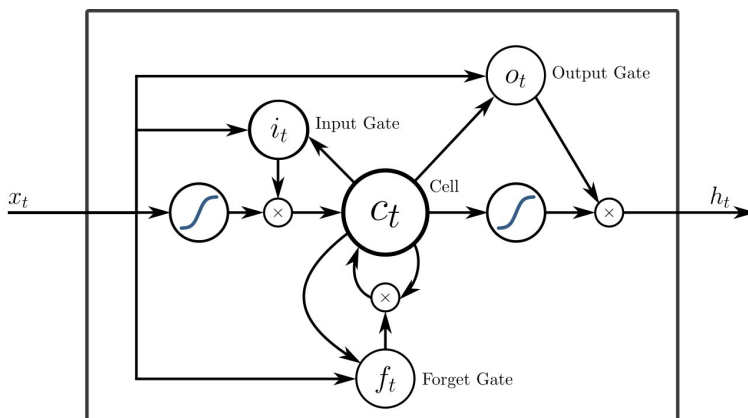 o_t Output Gate
i_t Input Gate
Cell
x_t
×
c_t
×
h_t
×
f_t Forget Gate